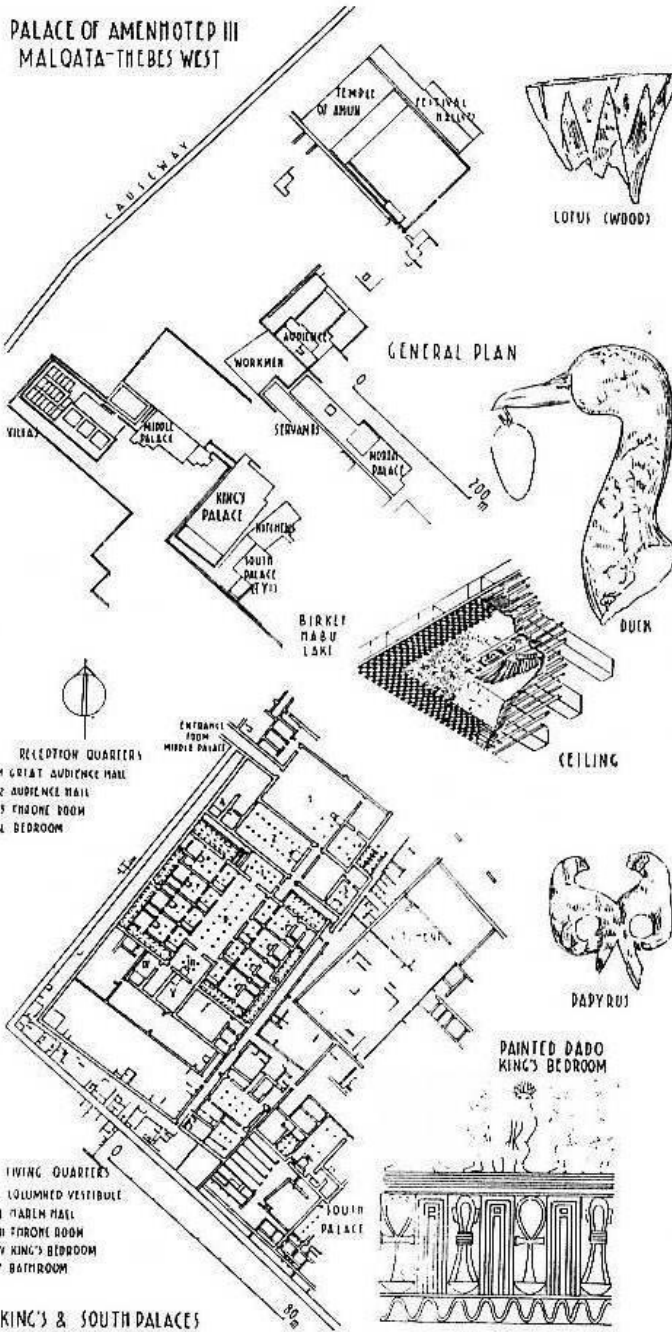 PALACE OF AMENHOTEP III
MALQATA-THEBES WEST
CAUSEWAY
TEMPLE
OF AMUN
FESTIVAL
LOTUS (WOOD)
AUDIENCE
WORKMEN
GENERAL PLAN
VILLAS
MIDDLE
PALACE
SERVANTS
NORTH
PALACE
0
200
m
KING'S
PALACE
KITCHENS
SOUTH
PALACE
BIRKET
HABU
LAKE
DUCK
CEILING
ENTRANCE
FROM
MIDDLE PALACE
RECEPTION QUARTERS
GREAT AUDIENCE HALL
2 AUDIENCE HALL
3 THRONE ROOM
BEDROOM
PAPYRUS
PAINTED DADO
KING'S BEDROOM
LIVING QUARTERS
COLUMNED VESTIBULE
HAREM HALL
THRONE ROOM
KING'S BEDROOM
BATHROOM
0
80
m
SOUTH
PALACE
KING'S & SOUTH PALACES